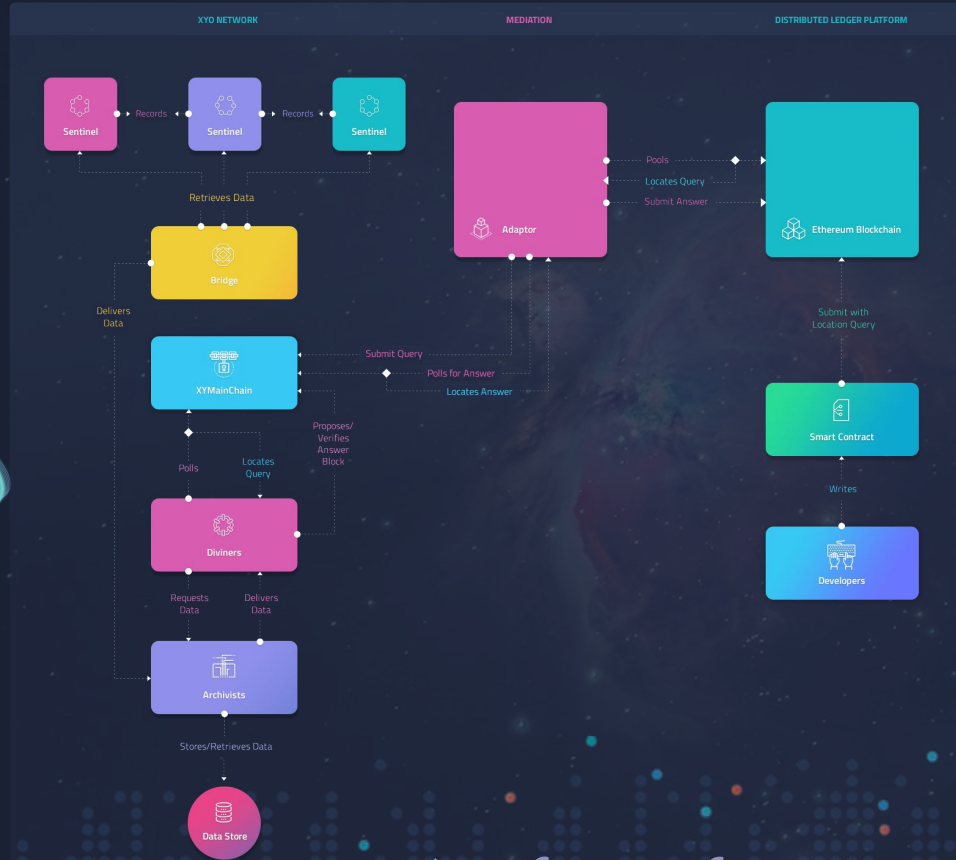 XYO NETWORK
MEDIATION
DISTRIBUTED LEDGER PLATFORM
Sentinel
Records
Sentinel
Records
Sentinel
Retrieves Data
Bridge
Delivers
Data
XYMainChain
Polls
Locates
Query
Proposes/
Verifies
Answer
Block
Diviners
Requests
Data
Delivers
Data
Archivists
Stores/Retrieves Data
Data Store
Adaptor
Pools
Locates Query
Submit Answer
Submit Query
Polls for Answer
Locates Answer
Ethereum Blockchain
Submit with
Location Query
Smart Contract
Writes
Developers